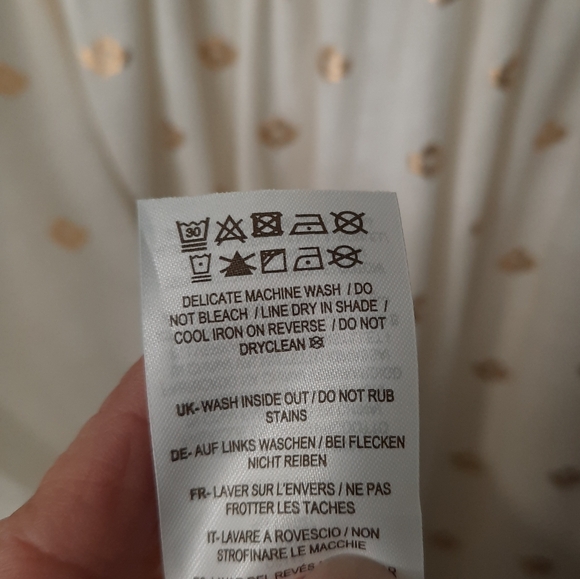 30
DELICATE MACHINE WASH / DO
NOT BLEACH / LINE DRY IN SHADE /
COOL IRON ON REVERSE / DO NOT
DRYCLEAN
UK- WASH INSIDE OUT / DO NOT RUB
STAINS
DE- AUF LINKS WASCHEN / BEI FLECKEN
NICHT REIBEN
FR- LAVER SUR L'ENVERS / NE PAS
FROTTER LES TACHES
IT- LAVARE A ROVESCIO / NON
STROFINARE LE MACCHIE
DEL REVÉS